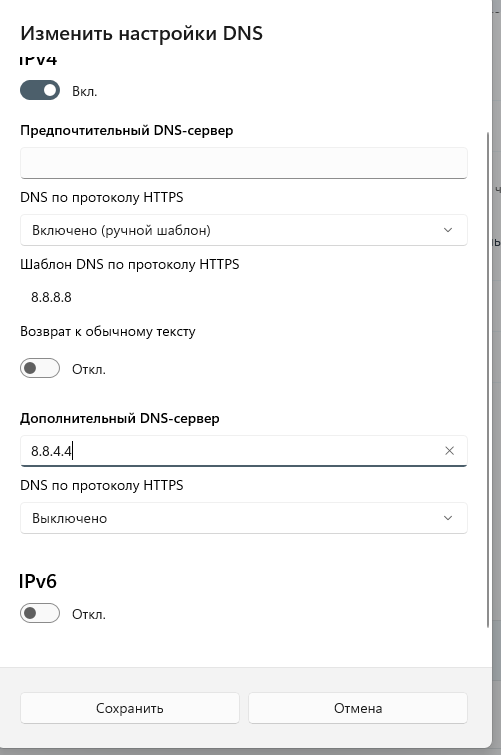 Изменить настройки DNS
IPv4
Вкл.
Предпочтительный DNS-сервер
DNS по протоколу HTTPS
Включено (ручной шаблон)
Шаблон DNS по протоколу HTTPS
8.8.8.8
Возврат к обычному тексту
Откл.
Дополнительный DNS-сервер
8.8.4.4
DNS по протоколу HTTPS
Выключено
IPv6
Откл.
Сохранить
Отмена